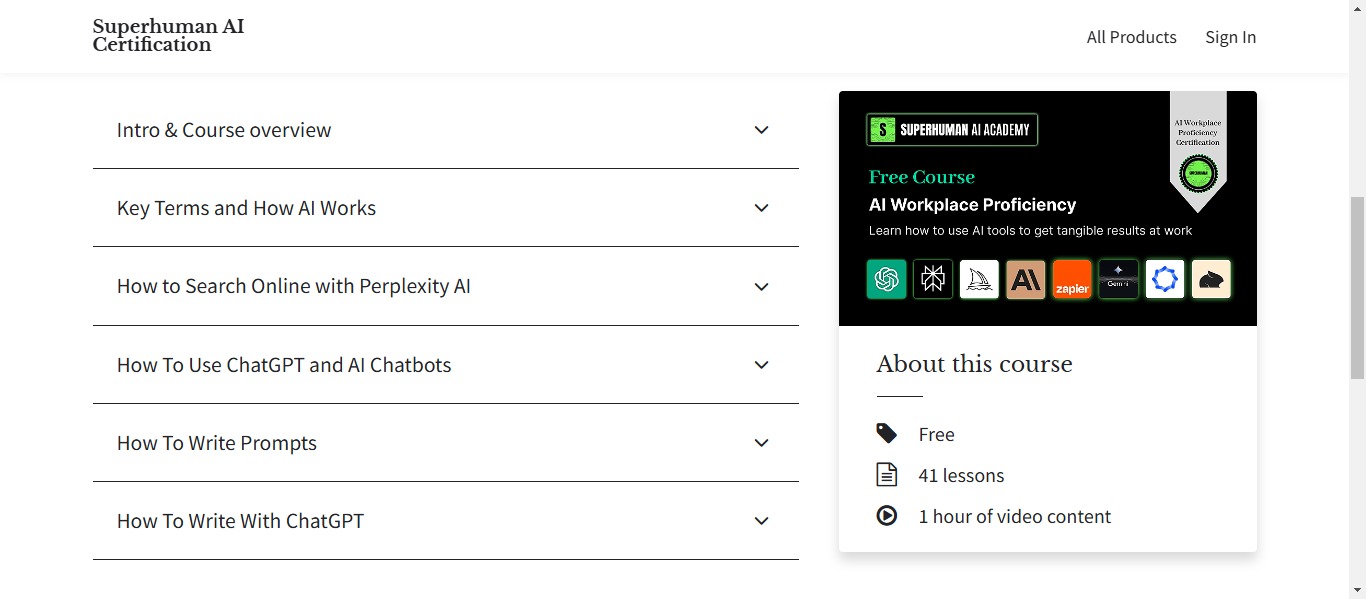 Superhuman AI
Certification
All Products
Sign In
Intro & Course overview
Key Terms and How AI Works
How to Search Online with Perplexity AI
How To Use ChatGPT and AI Chatbots
How To Write Prompts
How To Write With ChatGPT
S SUPERHUMAN AI ACADEMY
AI Workplace
Proficiency
Certification
SUPERHUMAN
Free Course
AI Workplace Proficiency
Learn how to use AI tools to get tangible results at work
AI
zapier
Gemini
About this course
Free
41 lessons
1 hour of video content